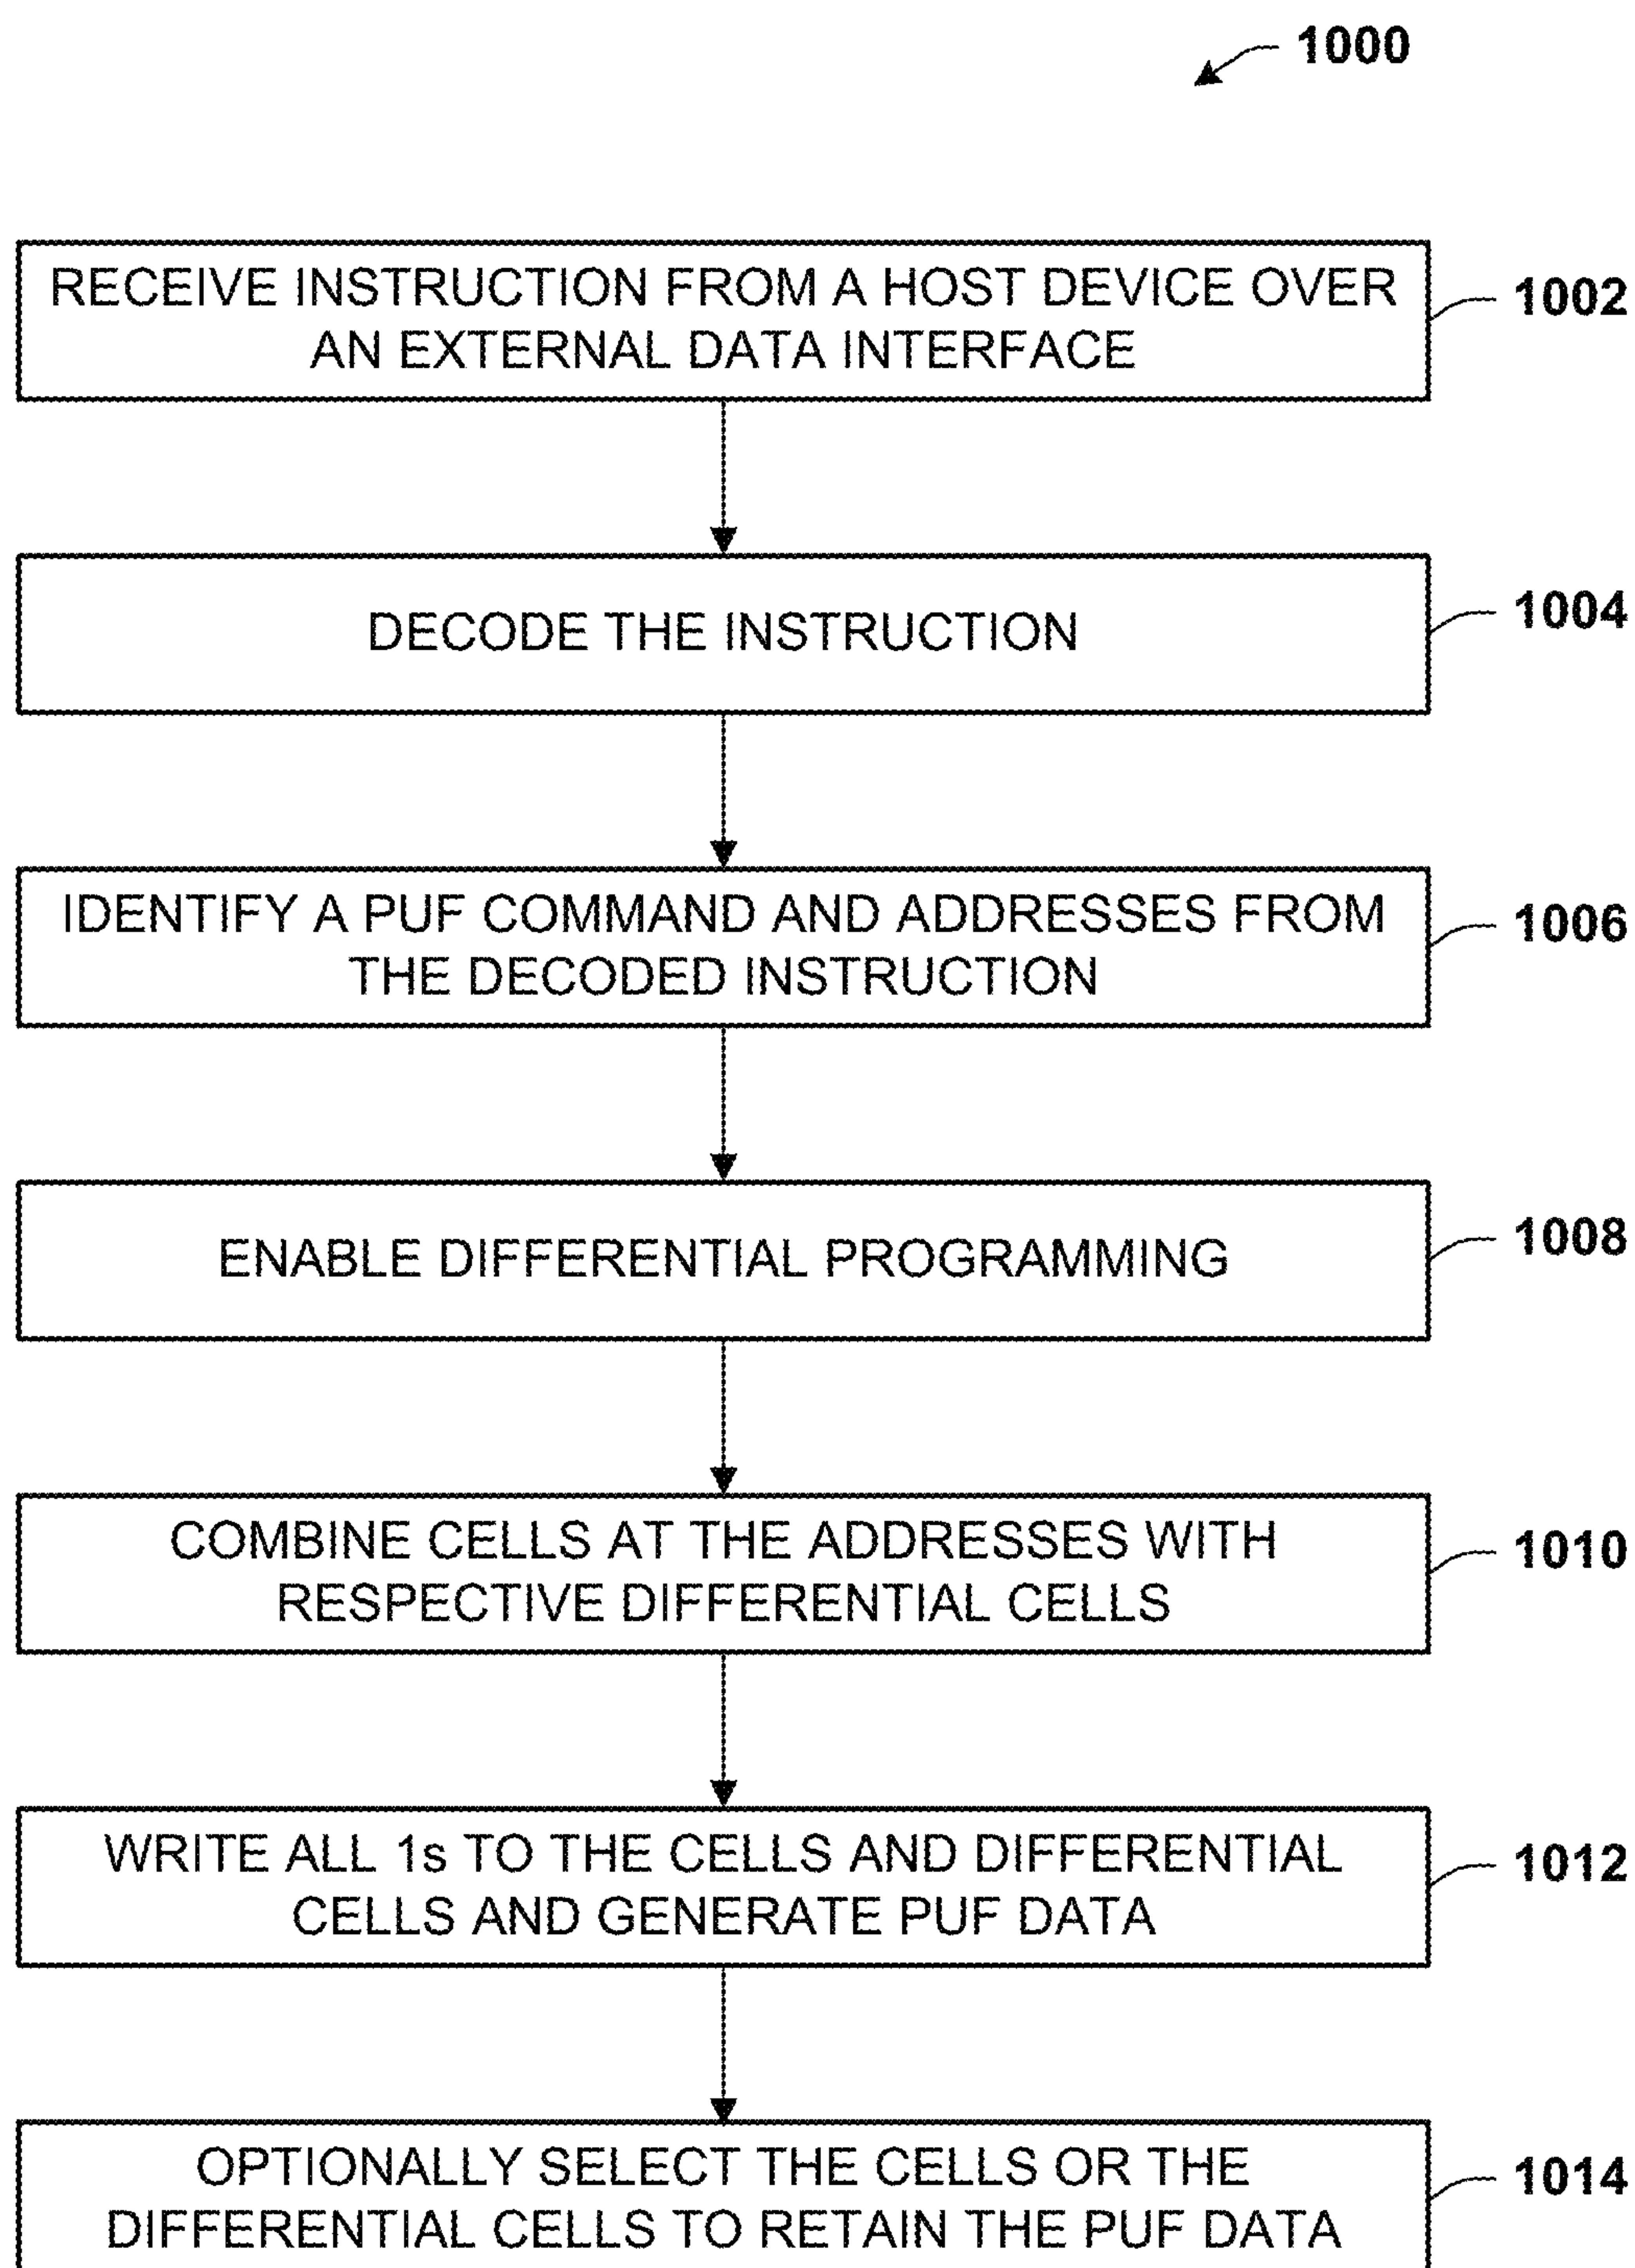 1000
RECEIVE INSTRUCTION FROM A HOST DEVICE OVER
AN EXTERNAL DATA INTERFACE
1002
DECODE THE INSTRUCTION
1004
IDENTIFY A PUF COMMAND AND ADDRESSES FROM
THE DECODED INSTRUCTION
1006
ENABLE DIFFERENTIAL PROGRAMMING
1008
COMBINE CELLS AT THE ADDRESSES WITH
RESPECTIVE DIFFERENTIAL CELLS
1010
WRITE ALL 1s TO THE CELLS AND DIFFERENTIAL
CELLS AND GENERATE PUF DATA
1012
OPTIONALLY SELECT THE CELLS OR THE
DIFFERENTIAL CELLS TO RETAIN THE PUF DATA
1014